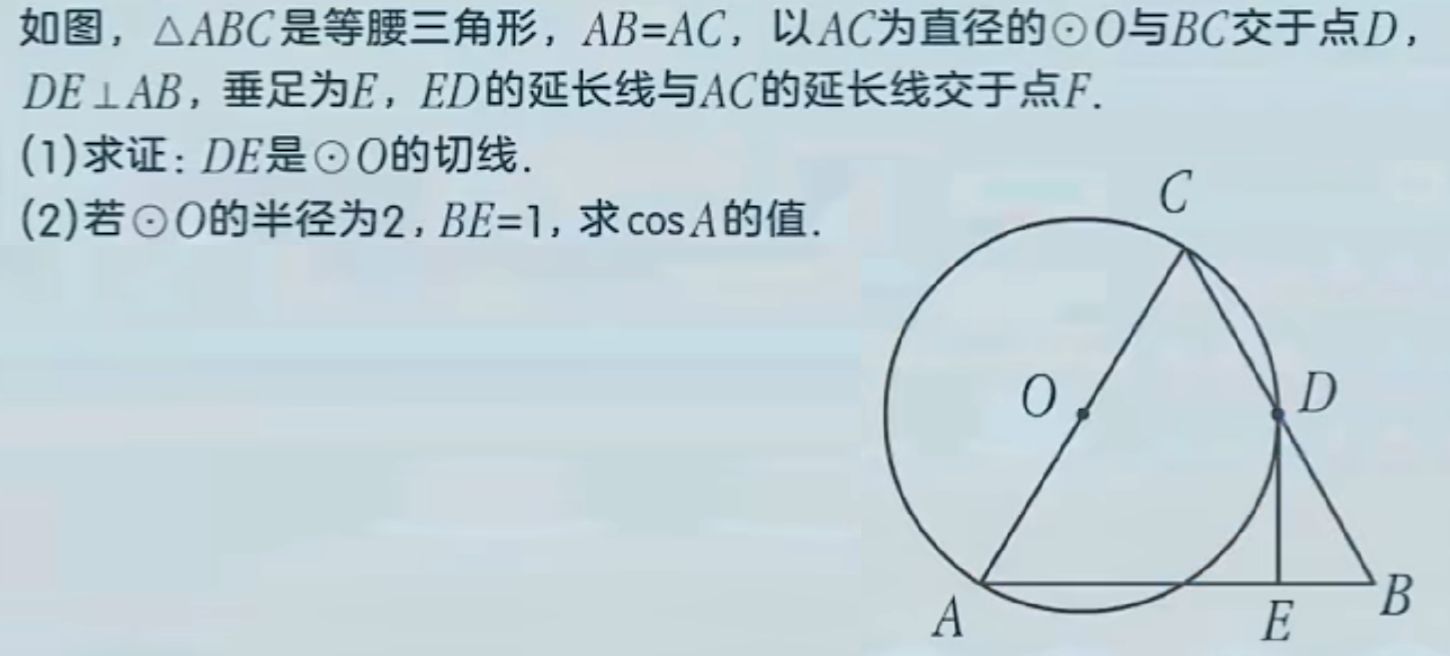 如图，△ABC是等腰三角形，AB=AC，以AC为直径的⊙O与BC交于点D，
DE⊥AB，垂足为E，ED的延长线与AC的延长线交于点F.
(1)求证：DE是⊙O的切线.
(2)若⊙O的半径为2，BE=1，求cosA的值.
C
O
D
A
E
B